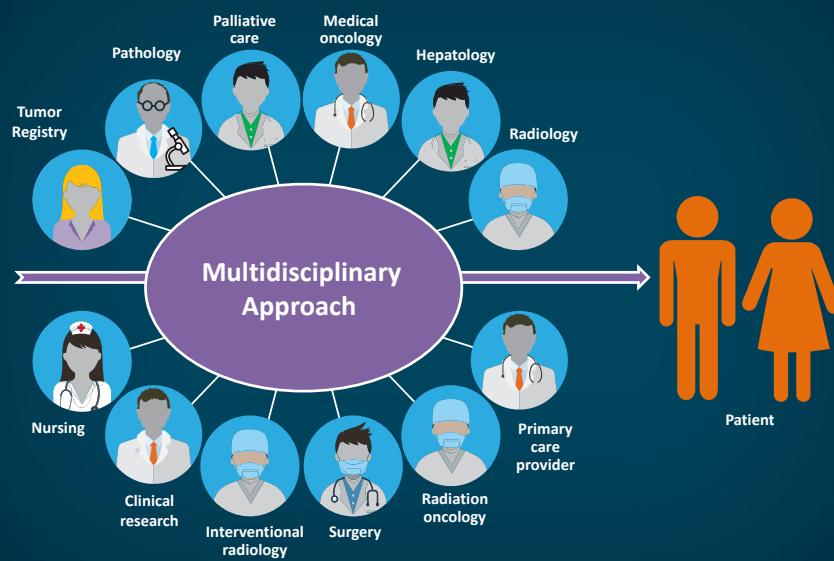 Palliative
care
Medical
oncology
Pathology
Hepatology
Tumor
Registry
Radiology
Multidisciplinary
Approach
Nursing
Clinical
research
Interventional
radiology
Surgery
Radiation
oncology
Primary
care
provider
Patient